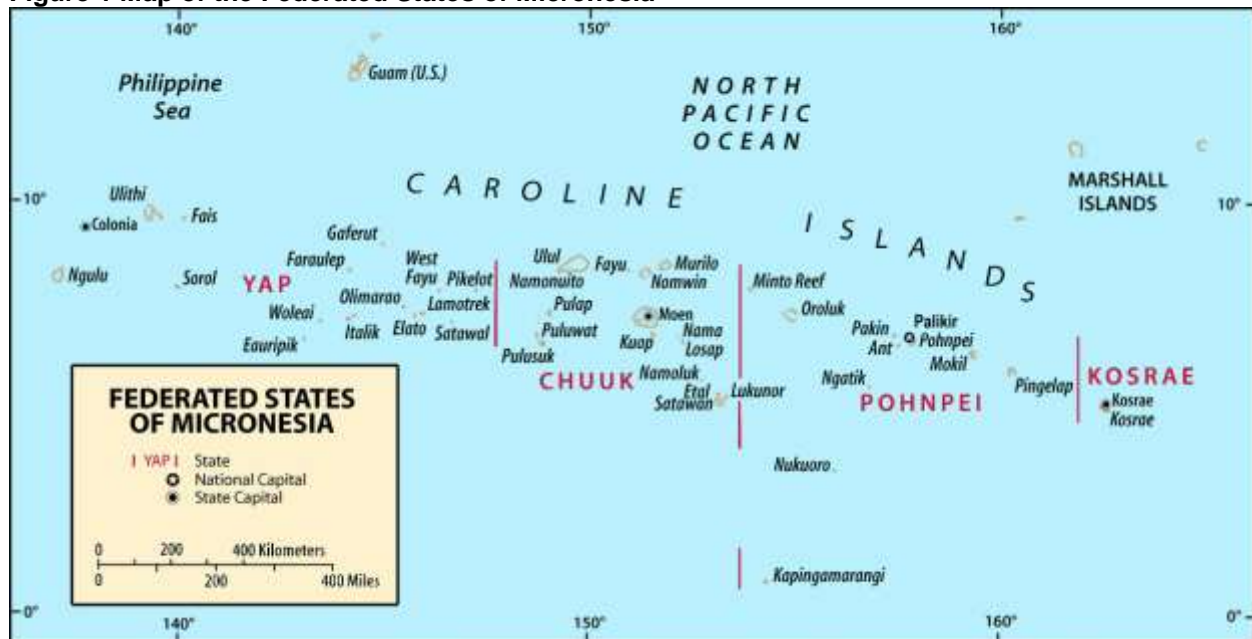 Figure 1 Map of the Federated States of Micronesia
140°
150°
160°
Philippine
Sea
Guam (U.S.)
NORTH
PACIFIC
OCEAN
MARSHALL
ISLANDS
10°
10°
CAROLINE
ISLANDS
Ulithi
Colonia
Fais
Ngulu
Sorol
YAP
Gaferut
Faraulep
West
Fayu
Pikelot
Olimarao
Lamotrek
Woleai
Italik
Elato
Satawal
Eauripik
Ulul
Fayu
Murilo
Namonuito
Nomwin
Pulap
Moen
Puluwat
Kuop
Nama
Losap
Pulusuk
CHUUK
Namoluk
Etal
Lukunor
Satawan
Minto Reef
Oroluk
Pakin
Palikir
Pohnpei
Ant
Mokil
Ngatik
POHNPEI
Pingelap
KOSRAE
Kosrae
Kosrae
Nukuoro
Kapingamarangi
FEDERATED STATES
OF MICRONESIA
YAP State
National Capital
State Capital
0 200 400 Kilometers
0 200 400 Miles
0°
0°
140°
150°
160°